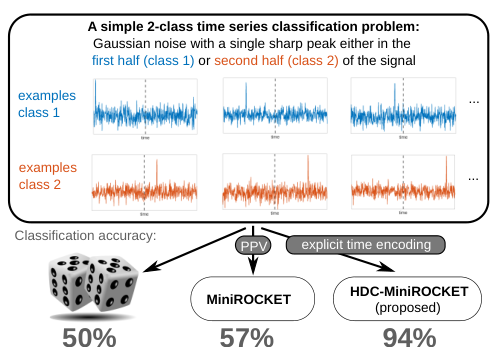 A simple 2-class time series classification problem:
Gaussian noise with a single sharp peak either in the
first half (class 1) or second half (class 2) of the signal
examples
class 1
...
time
time
time
examples
class 2
...
time
time
time
Classification accuracy:
PPV
explicit time encoding
MiniROCKET
HDC-MiniROCKET
(proposed)
50%
57%
94%